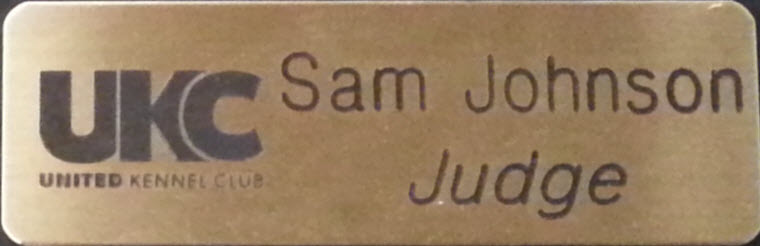 UKC
UNITED KENNEL CLUB
Sam Johnson
Judge